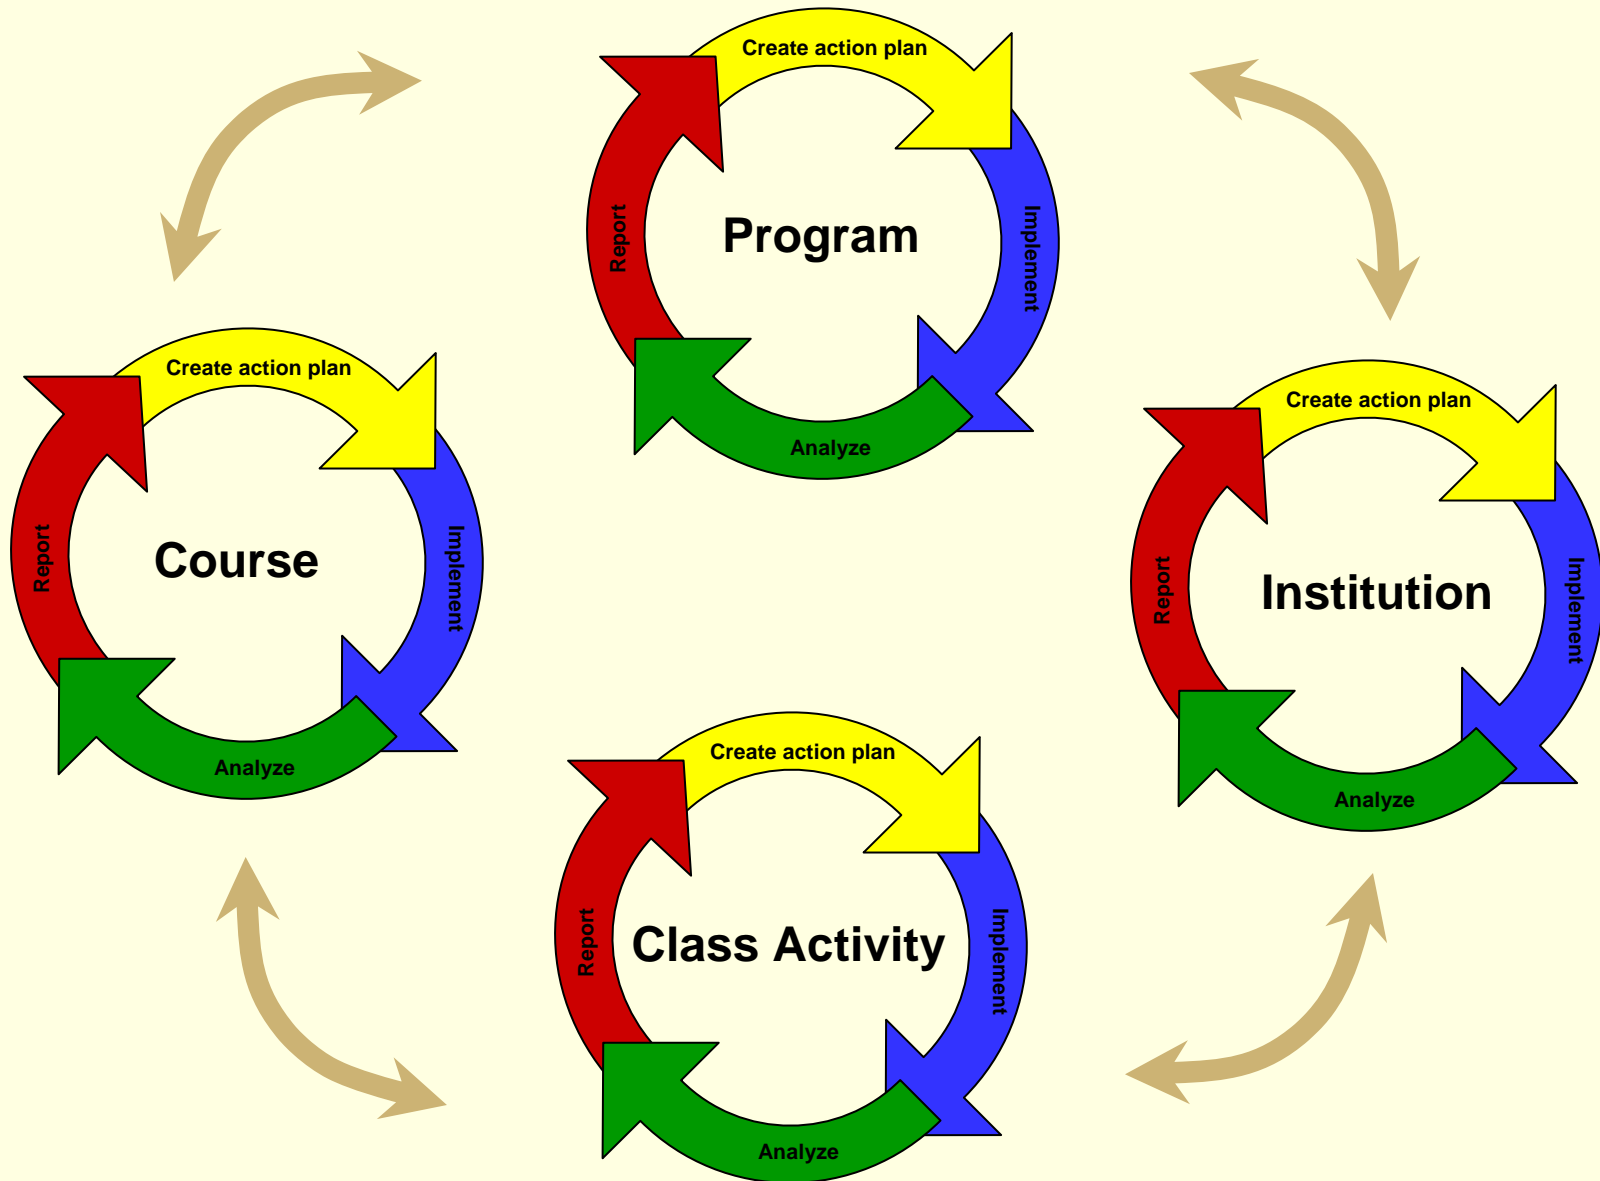 Create action plan
Report
Program
Implement
Analyze
Create action plan
Report
Course
Implement
Analyze
Create action plan
Report
Institution
Implement
Analyze
Create action plan
Report
Class Activity
Implement
Analyze